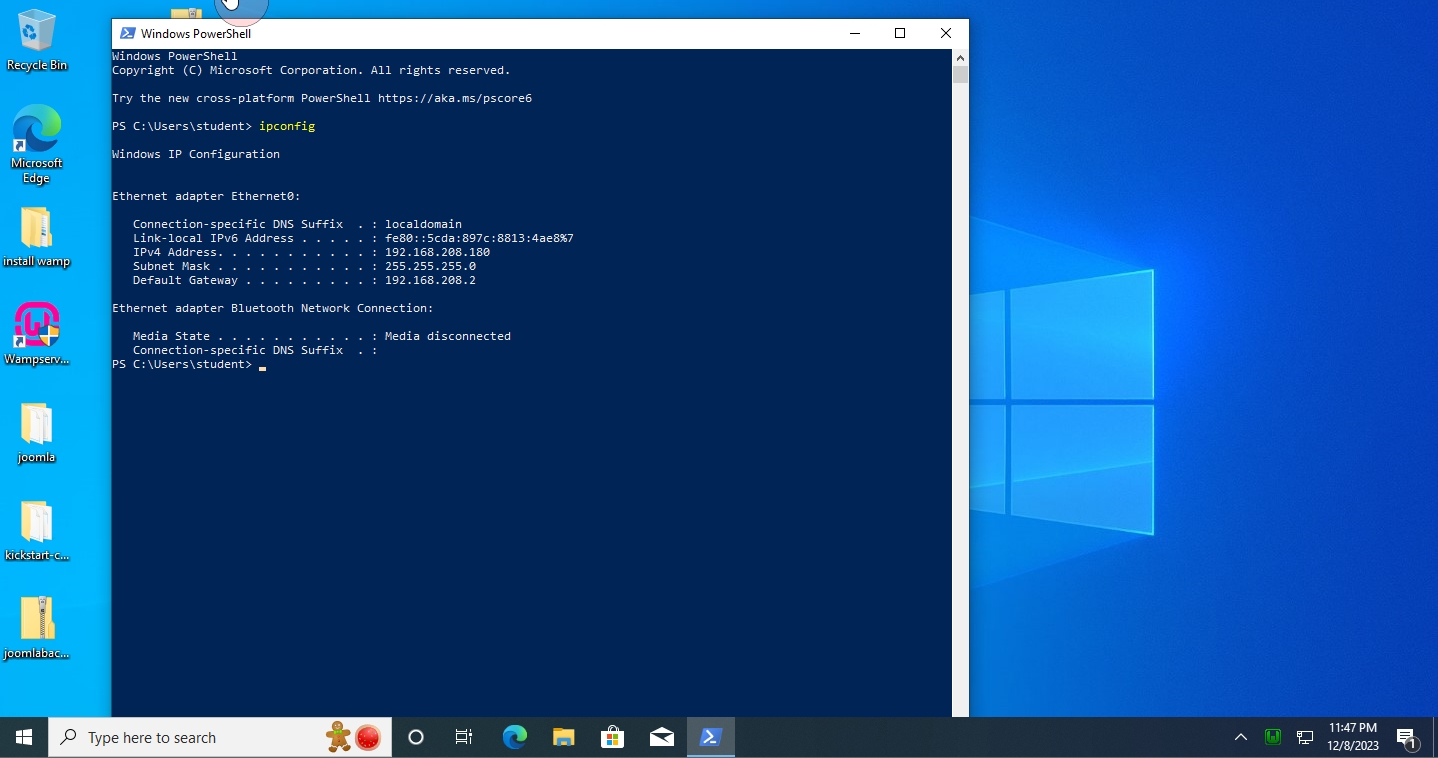 Recycle Bin
Microsoft
Edge
install wamp
Wampserv...
joomla
kickstart-c...
joomlabac...
Windows PowerShell
Windows PowerShell
Copyright (C) Microsoft Corporation. All rights reserved.
Try the new cross-platform PowerShell https://aka.ms/pscore6
PS C:\Users\student> ipconfig
Windows IP Configuration
Ethernet adapter Ethernet0:
Connection-specific DNS Suffix  . : localdomain
Link-local IPv6 Address . . . . . : fe80::5cda:897c:8813:4ae8%7
IPv4 Address. . . . . . . . . . . : 192.168.208.180
Subnet Mask . . . . . . . . . . . : 255.255.255.0
Default Gateway . . . . . . . . . : 192.168.208.2
Ethernet adapter Bluetooth Network Connection:
Media State . . . . . . . . . . . : Media disconnected
Connection-specific DNS Suffix  . :
PS C:\Users\student>
Type here to search
11:47 PM
12/8/2023
1